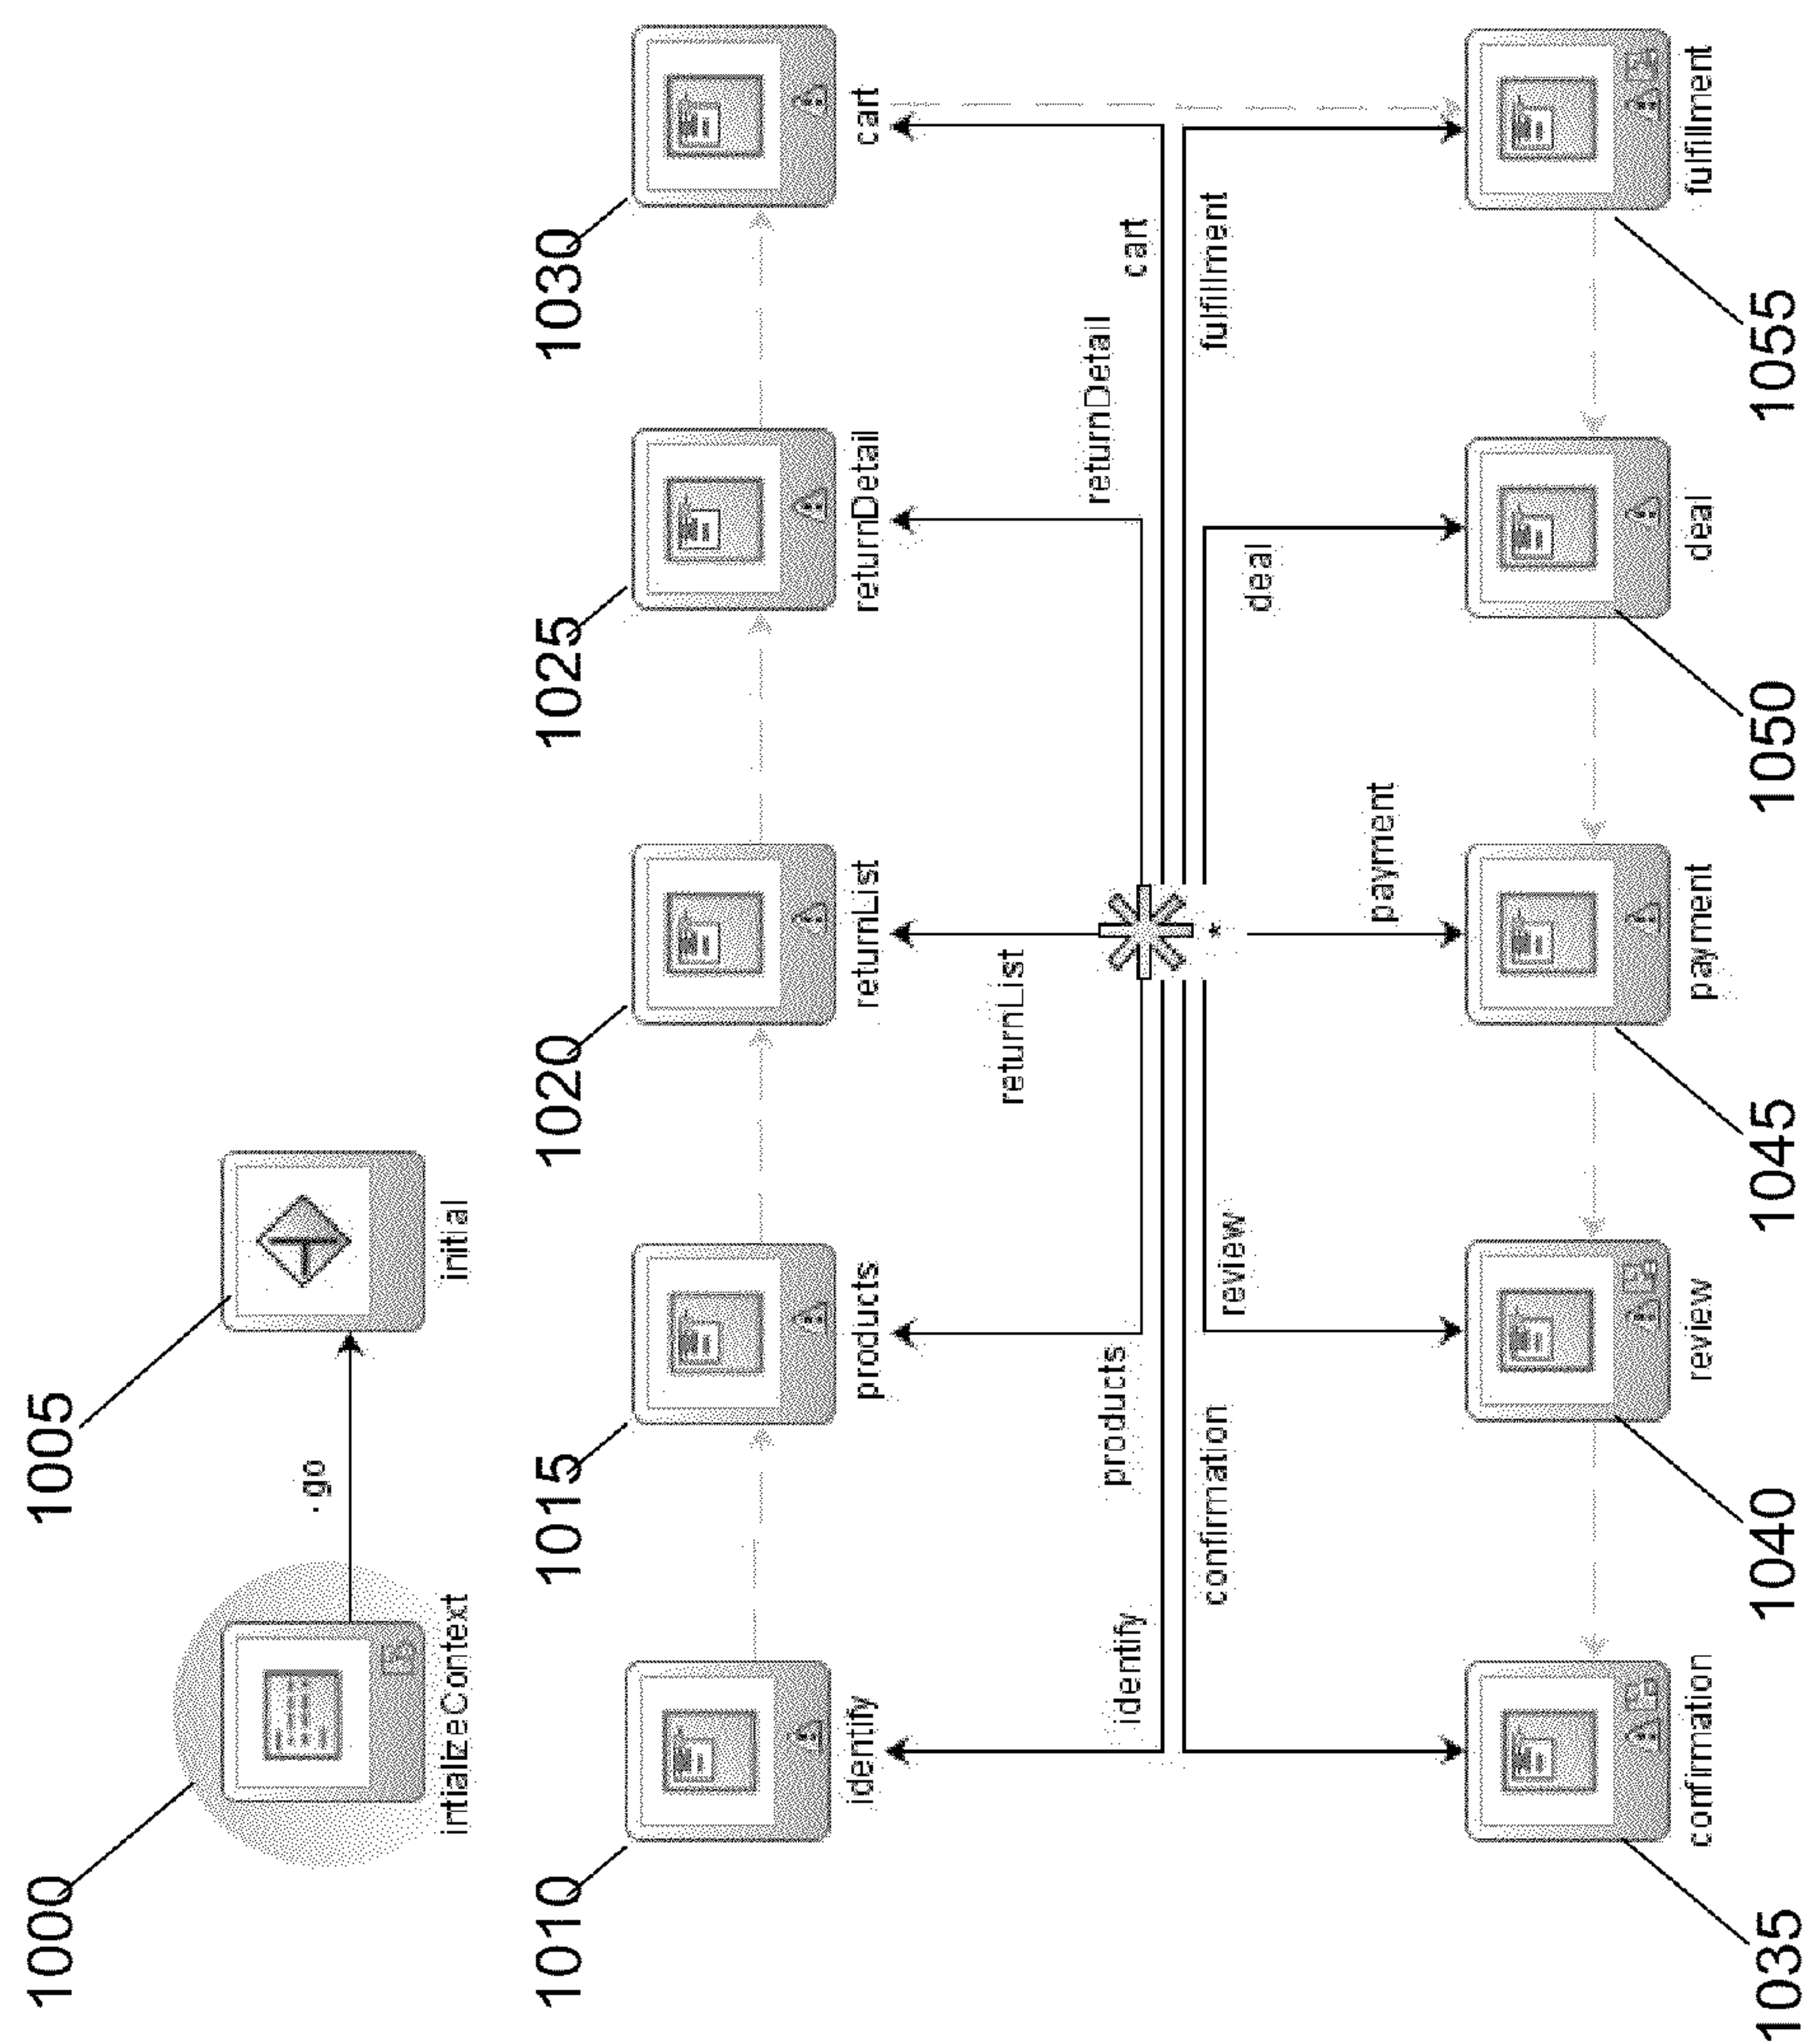 1000
1005
.go
intializeContext
initial
1010
1015
1020
1025
1030
identify
products
returnList
returnDetail
cart
returnList
returnDetail
identify
products
cart
*
confirmation
review
fulfillment
deal
payment
confirmation
review
payment
deal
fulfillment
1035
1040
1045
1050
1055